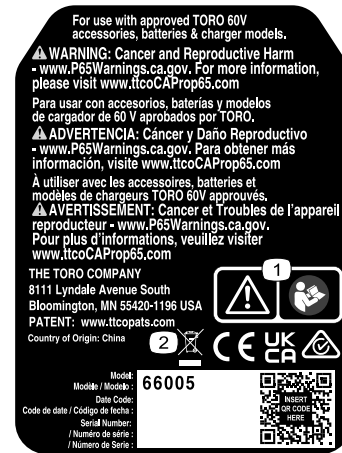 For use with approved TORO 60V
accessories, batteries & charger models.
WARNING: Cancer and Reproductive Harm
- www.P65Warnings.ca.gov. For more information,
please visit www.ttcoCAProp65.com
Para usar con accesorios, baterías y modelos
de cargador de 60 V aprobados por TORO.
ADVERTENCIA: Cáncer y Daño Reproductivo
- www.P65Warnings.ca.gov. Para obtener más
información, visite www.ttcoCAProp65.com
À utiliser avec les accessoires, batteries et
modèles de chargeurs TORO 60V approuvés.
AVERTISSEMENT: Cancer et Troubles de l'appareil
reproducteur - www.P65Warnings.ca.gov.
Pour plus d'informations, veuillez visiter
www.ttcoCAProp65.com
THE TORO COMPANY
8111 Lyndale Avenue South
Bloomington, MN 55420-1196 USA
PATENT: www.ttcopats.com
Country of Origin: China
1
2
CE UK CA
Model:
Modèle / Modelo :
66005
Date Code:
Code de date / Código de fecha :
Serial Number:
/ Numéro de série :
/ Número de Serie :
INSERT
QR CODE
HERE